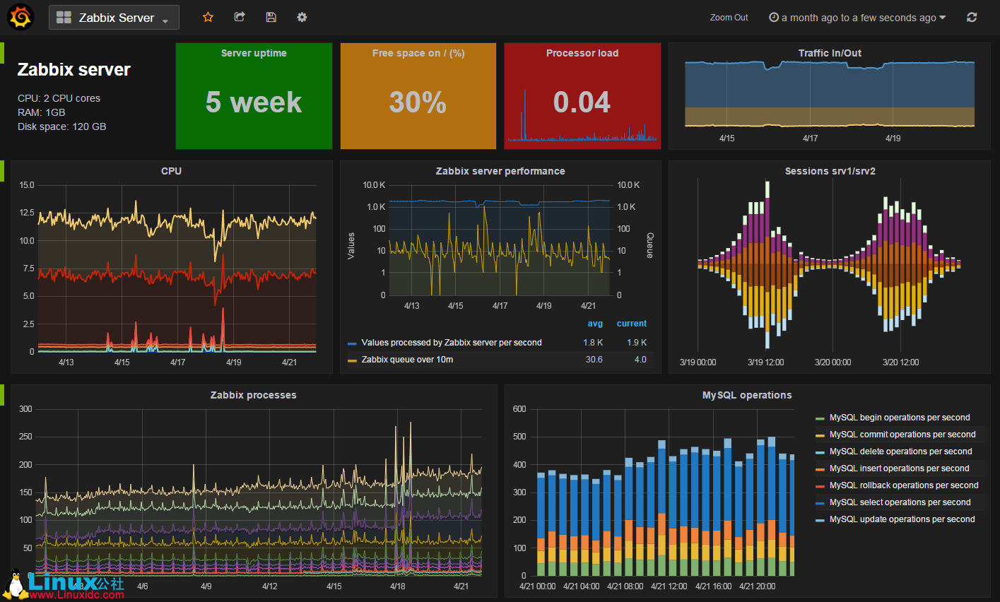 Zabbix Server
Zoom Out
a month ago to a few seconds ago
Zabbix server
CPU: 2 CPU cores
RAM: 1GB
Disk space: 120 GB
Server uptime
5 week
Free space on / (%)
30%
Processor load
0.04
Traffic In/Out
4/15 4/17 4/19
CPU
15.0
12.5
10.0
7.5
5.0
2.5
0
4/13 4/15 4/17 4/19 4/21
Zabbix server performance
10.0 K 10.0 K
1.0 K 1.0 K
100 100
10 10
1 1
0 0
Values
Queue
4/13 4/15 4/17 4/19 4/21
avg current
Values processed by Zabbix server per second 1.8 K 1.9 K
Zabbix queue over 10m 30.6 4.0
Sessions srv1/srv2
3/19 00:00 3/19 12:00 3/20 00:00 3/20 12:00
Zabbix processes
300
250
200
150
100
50
4/6 4/9 4/12 4/15 4/18 4/21
MySQL operations
600
500
400
300
200
100
0
4/21 00:00 4/21 04:00 4/21 08:00 4/21 12:00 4/21 16:00 4/21 20:00
MySQL begin operations per second
MySQL commit operations per second
MySQL delete operations per second
MySQL insert operations per second
MySQL rollback operations per second
MySQL select operations per second
MySQL update operations per second
Linux公社
www.Linuxidc.com